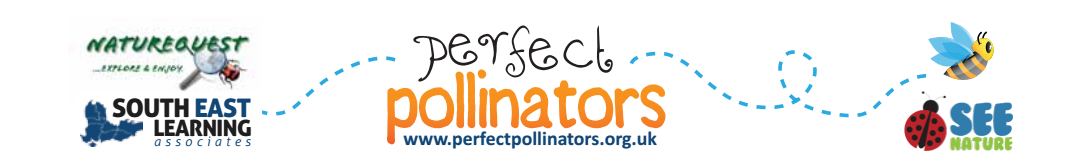 NATUREQUEST
...EXPLORE & ENJOY.
SOUTH EAST
LEARNING
associates
perfect
pollinators
www.perfectpollinators.org.uk
SEE
NATURE